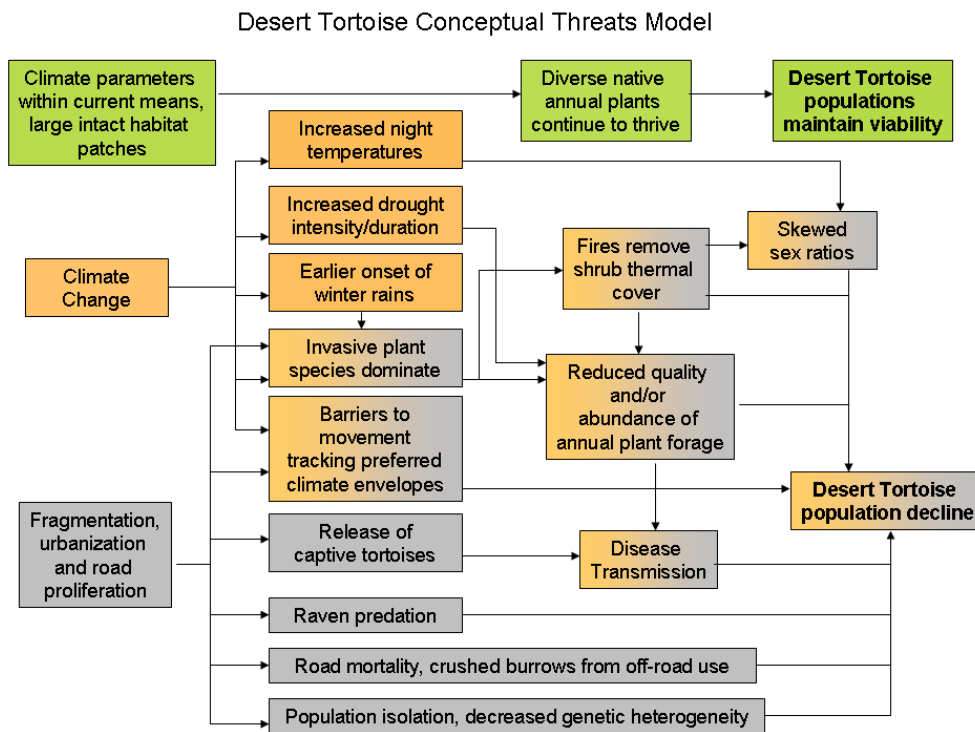 Desert Tortoise Conceptual Threats Model
Climate parameters
within current means,
large intact habitat
patches
Diverse native
annual plants
continue to thrive
Desert Tortoise
populations
maintain viability
Increased night
temperatures
Increased drought
intensity/duration
Earlier onset of
winter rains
Climate
Change
Invasive plant
species dominate
Barriers to
movement
tracking preferred
climate envelopes
Fires remove
shrub thermal
cover
Skewed
sex ratios
Reduced quality
and/or
abundance of
annual plant forage
Desert Tortoise
population decline
Fragmentation,
urbanization
and road
proliferation
Release of
captive tortoises
Disease
Transmission
Raven predation
Road mortality, crushed burrows from off-road use
Population isolation, decreased genetic heterogeneity